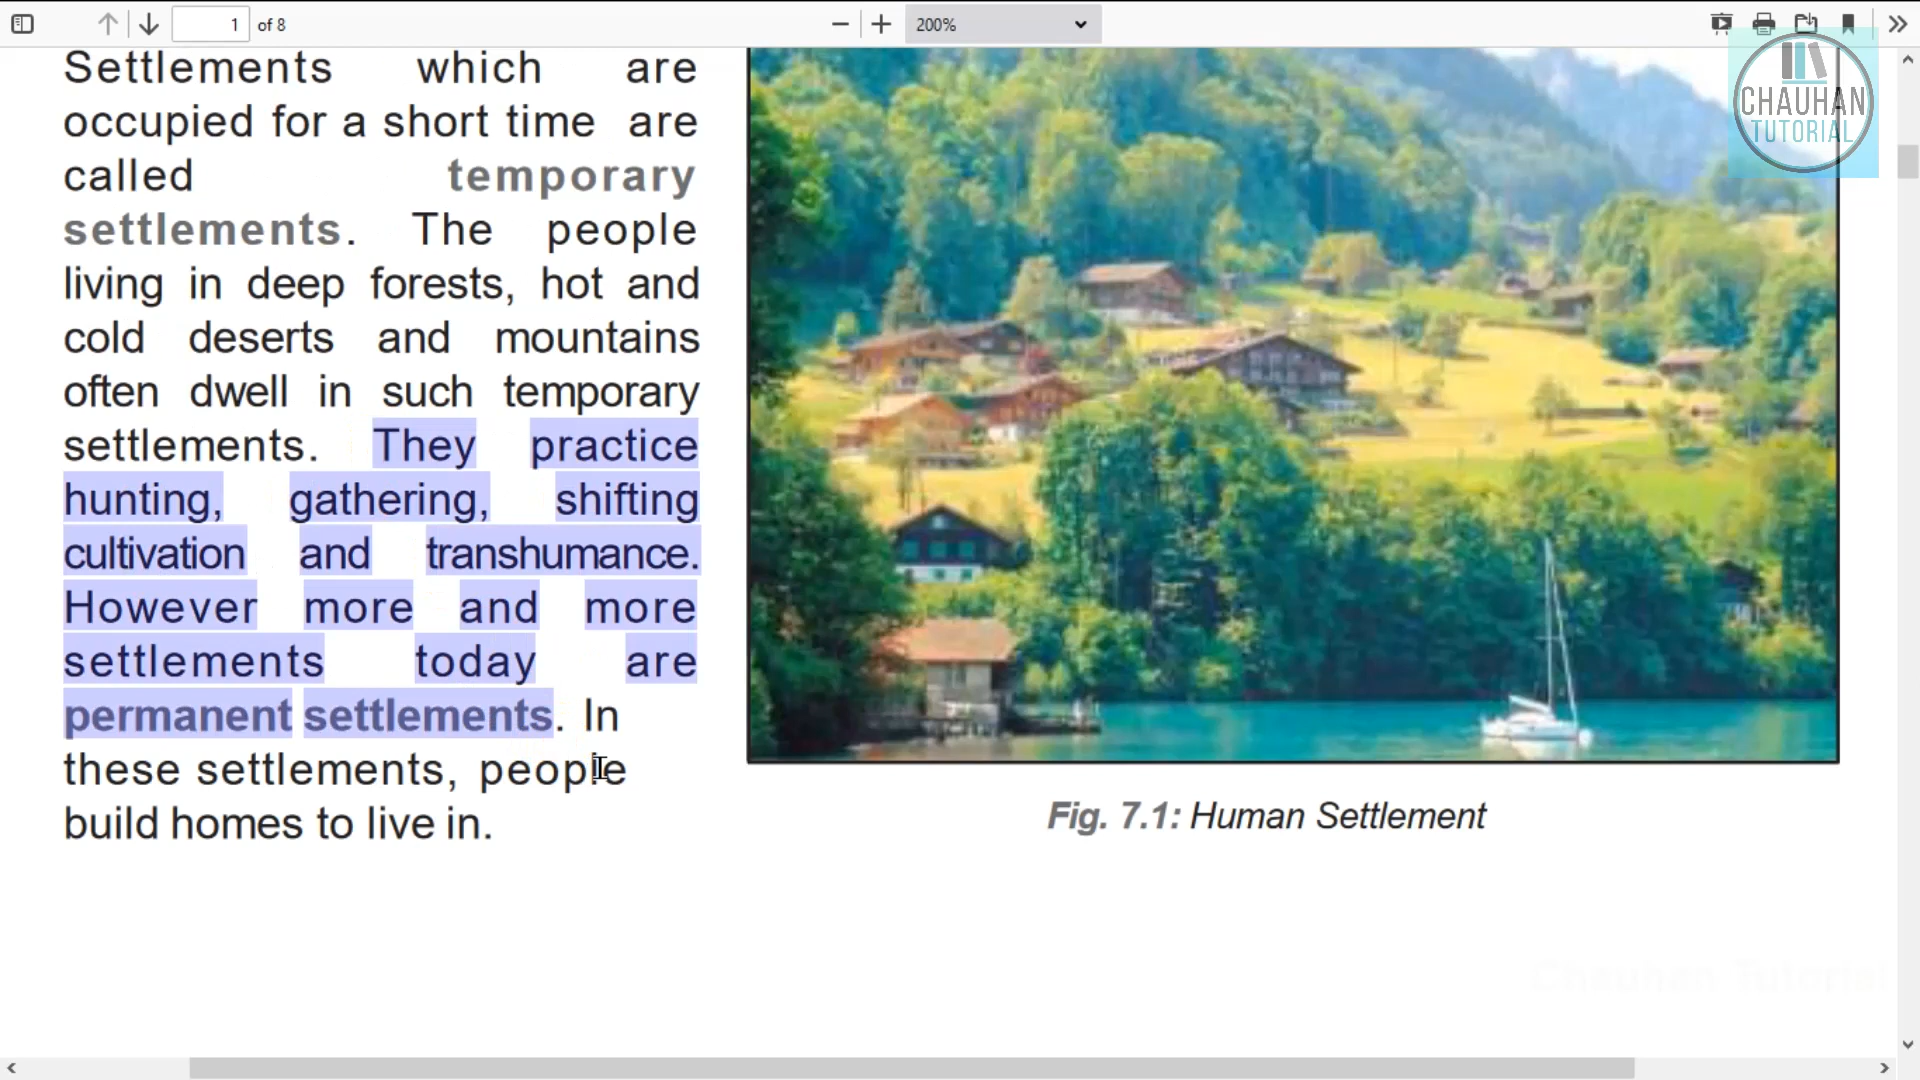 1 of 8
200%
CHAUHAN
TUTORIAL
Settlements which are
occupied for a short time are
called temporary
settlements. The people
living in deep forests, hot and
cold deserts and mountains
often dwell in such temporary
settlements. They practice
hunting, gathering, shifting
cultivation and transhumance.
However more and more
settlements today are
permanent settlements. In
these settlements, people
build homes to live in.
Fig. 7.1: Human Settlement
Chauhan Tutorial